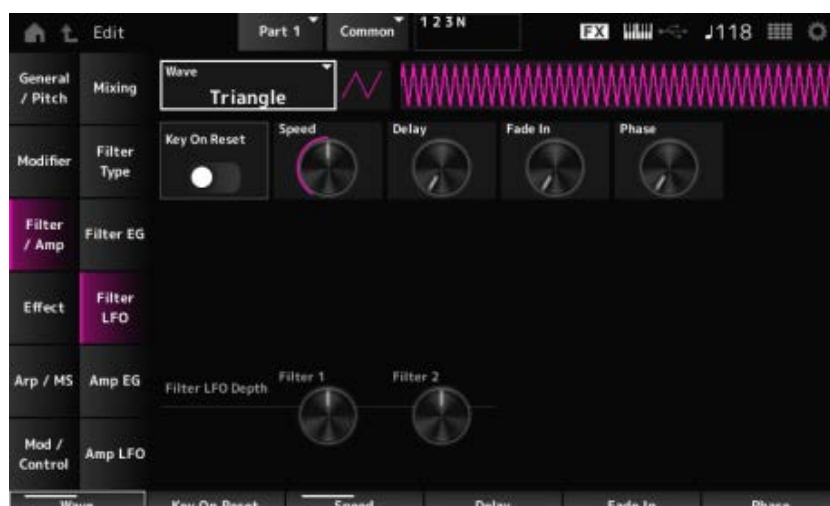 Edit
Part 1
Common
1 2 3 N
FX
♩118
General / Pitch
Mixing
Wave
Triangle
Modifier
Filter Type
Key On Reset
Speed
Delay
Fade In
Phase
Filter / Amp
Filter EG
Effect
Filter LFO
Arp / MS
Amp EG
Filter LFO Depth
Filter 1
Filter 2
Mod / Control
Amp LFO
Wave
Key On Reset
Speed
Delay
Fade In
Phase